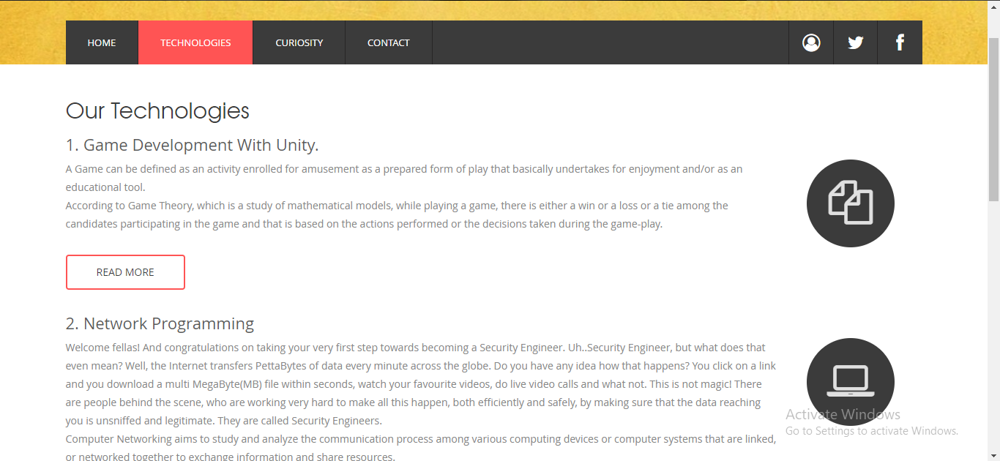 HOME TECHNOLOGIES CURIOSITY CONTACT
Our Technologies
1. Game Development With Unity.
A Game can be defined as an activity enrolled for amusement as a prepared form of play that basically undertakes for enjoyment and/or as an
educational tool.
According to Game Theory, which is a study of mathematical models, while playing a game, there is either a win or a loss or a tie among the
candidates participating in the game and that is based on the actions performed or the decisions taken during the game-play.
READ MORE
2. Network Programming
Welcome fellas! And congratulations on taking your very first step towards becoming a Security Engineer. Uh..Security Engineer, but what does that
even mean? Well, the Internet transfers PettaBytes of data every minute across the globe. Do you have any idea how that happens? You click on a link
and you download a multi MegaByte(MB) file within seconds, watch your favourite videos, do live video calls and what not. This is not magic! There
are people behind the scene, who are working very hard to make all this happen, both efficiently and safely, by making sure that the data reaching
you is unsniffed and legitimate. They are called Security Engineers.
Computer Networking aims to study and analyze the communication process among various computing devices or computer systems that are linked,
or networked together to exchange information and share resources.
Activate Windows
Go to Settings to activate Windows.